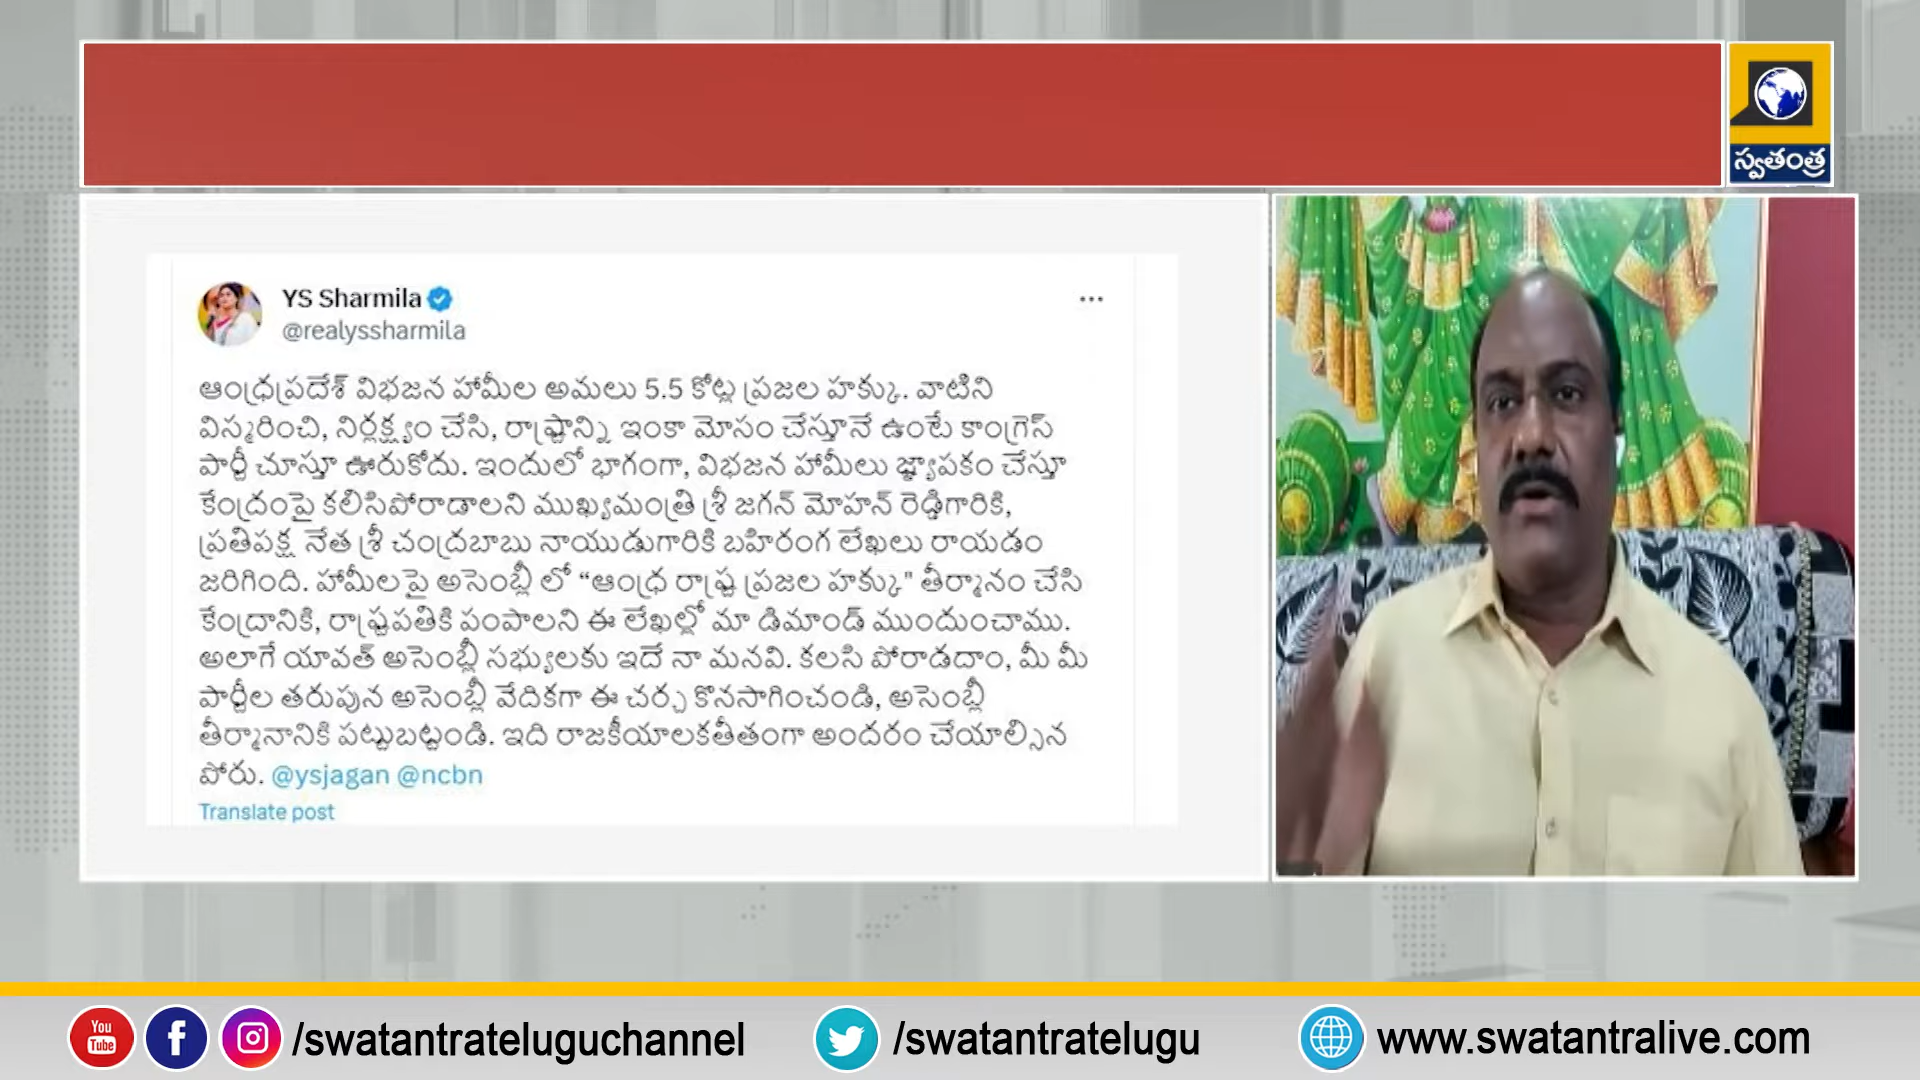 స్వతంత్ర
YS Sharmila
@realyssharmila
ఆంధ్రప్రదేశ్ విభజన హామీల అమలు 5.5 కోట్ల ప్రజల హక్కు. వాటిని
విస్మరించి, నిర్లక్ష్యం చేసి, రాష్ట్రాన్ని ఇంకా మోసం చేస్తూనే ఉంటే కాంగ్రెస్
పార్టీ చూస్తూ ఊరుకోదు. ఇందులో భాగంగా, విభజన హామీలు జ్ఞ్యాపకం చేస్తూ
కేంద్రంపై కలిసిపోరాడాలని ముఖ్యమంత్రి శ్రీ జగన్ మోహన్ రెడ్డిగారికి,
ప్రతిపక్ష నేత శ్రీ చంద్రబాబు నాయుడుగారికి బహిరంగ లేఖలు రాయడం
జరిగింది. హామీలపై అసెంబ్లీ లో “ఆంధ్ర రాష్ట్ర ప్రజల హక్కు" తీర్మానం చేసి
కేంద్రానికి, రాష్ట్రపతికి పంపాలని ఈ లేఖల్లో మా డిమాండ్ ముందుంచాము.
అలాగే యావత్ అసెంబ్లీ సభ్యులకు ఇదే నా మనవి. కలసి పోరాడదాం, మీ మీ
పార్టీల తరుపున అసెంబ్లీ వేదికగా ఈ చర్చ కొనసాగించండి, అసెంబ్లీ
తీర్మానానికి పట్టుబట్టండి. ఇది రాజకీయాలకతీతంగా అందరం చేయాల్సిన
పోరు. @ysjagan @ncbn
Translate post
You Tube /swatantrateluguchannel /swatantratelugu www.swatantralive.com